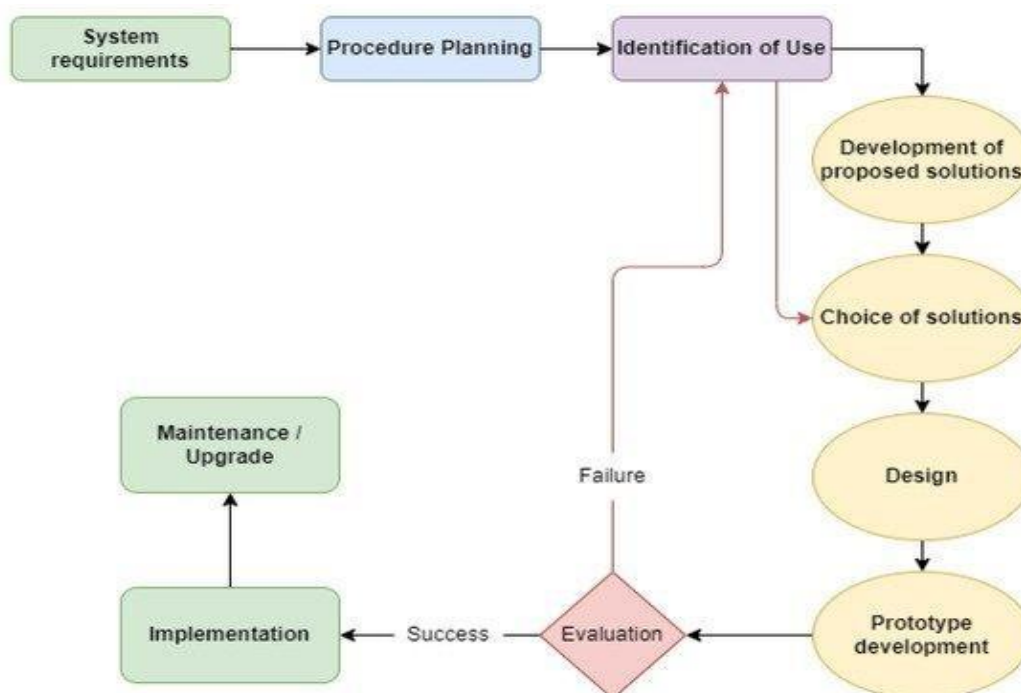 System
requirements
Procedure Planning
Identification of Use
Development of
proposed solutions
Choice of solutions
Design
Prototype
development
Evaluation
Failure
Success
Implementation
Maintenance /
Upgrade